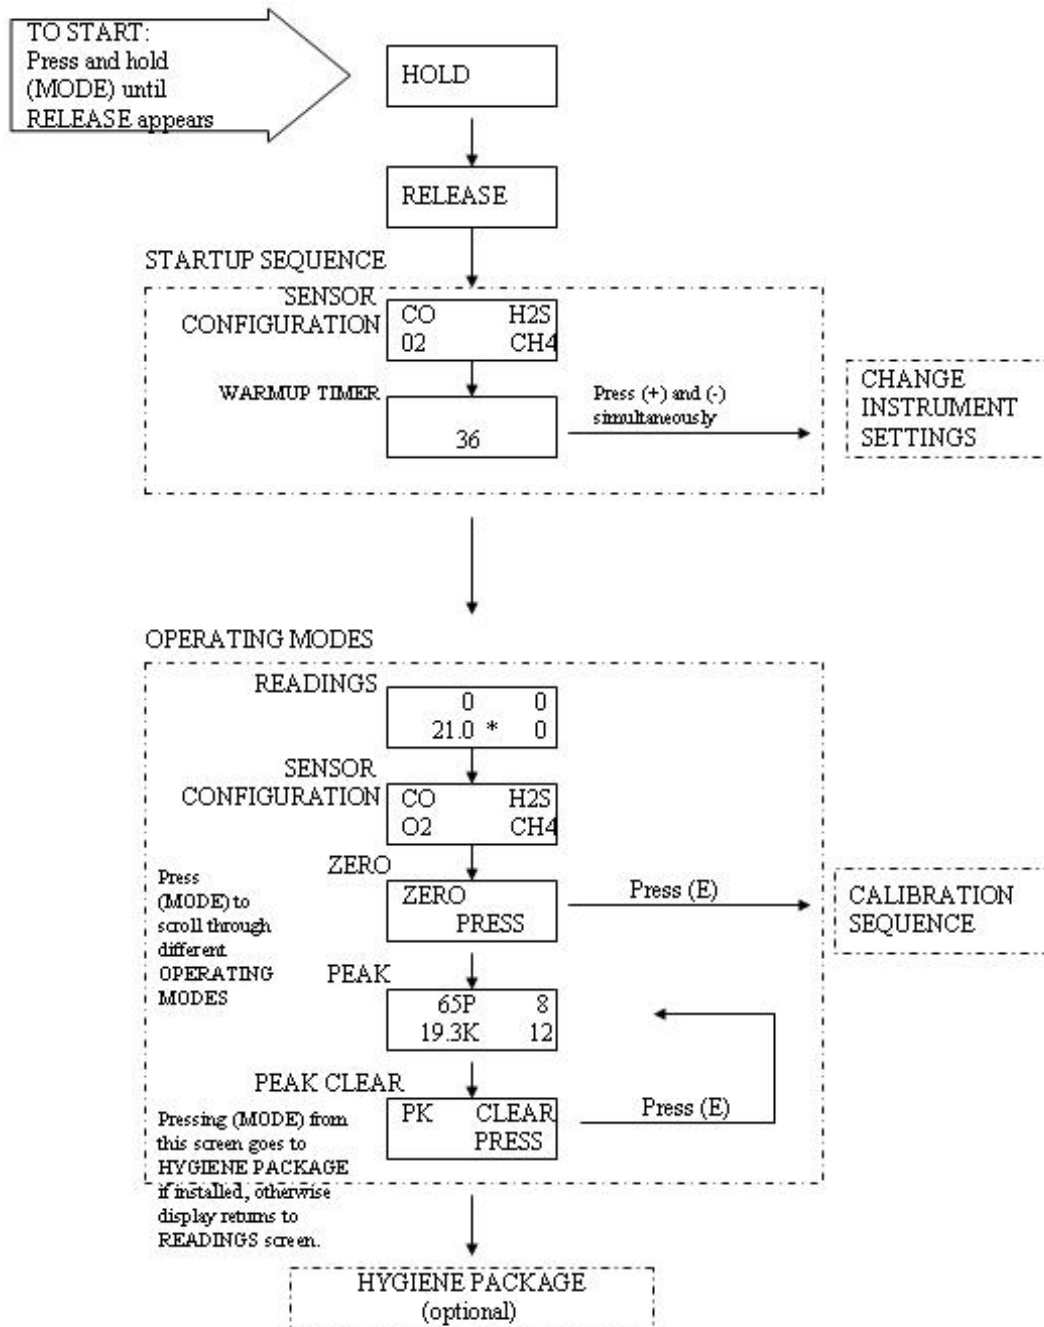 TO START:
Press and hold
(MODE) until
RELEASE appears
HOLD
RELEASE
STARTUP SEQUENCE
SENSOR
CONFIGURATION
CO H2S
02 CH4
WARMUP TIMER
36
Press (+) and (-)
simultaneously
CHANGE
INSTRUMENT
SETTINGS
OPERATING MODES
READINGS
0 0
21.0 * 0
SENSOR
CONFIGURATION
CO H2S
O2 CH4
ZERO
ZERO
PRESS
Press (E)
CALIBRATION
SEQUENCE
Press
(MODE) to
scroll through
different
OPERATING
MODES
PEAK
65P 8
19.3K 12
PEAK CLEAR
PK CLEAR
PRESS
Press (E)
Pressing (MODE) from
this screen goes to
HYGIENE PACKAGE
if installed, otherwise
display returns to
READINGS screen.
HYGIENE PACKAGE
(optional)